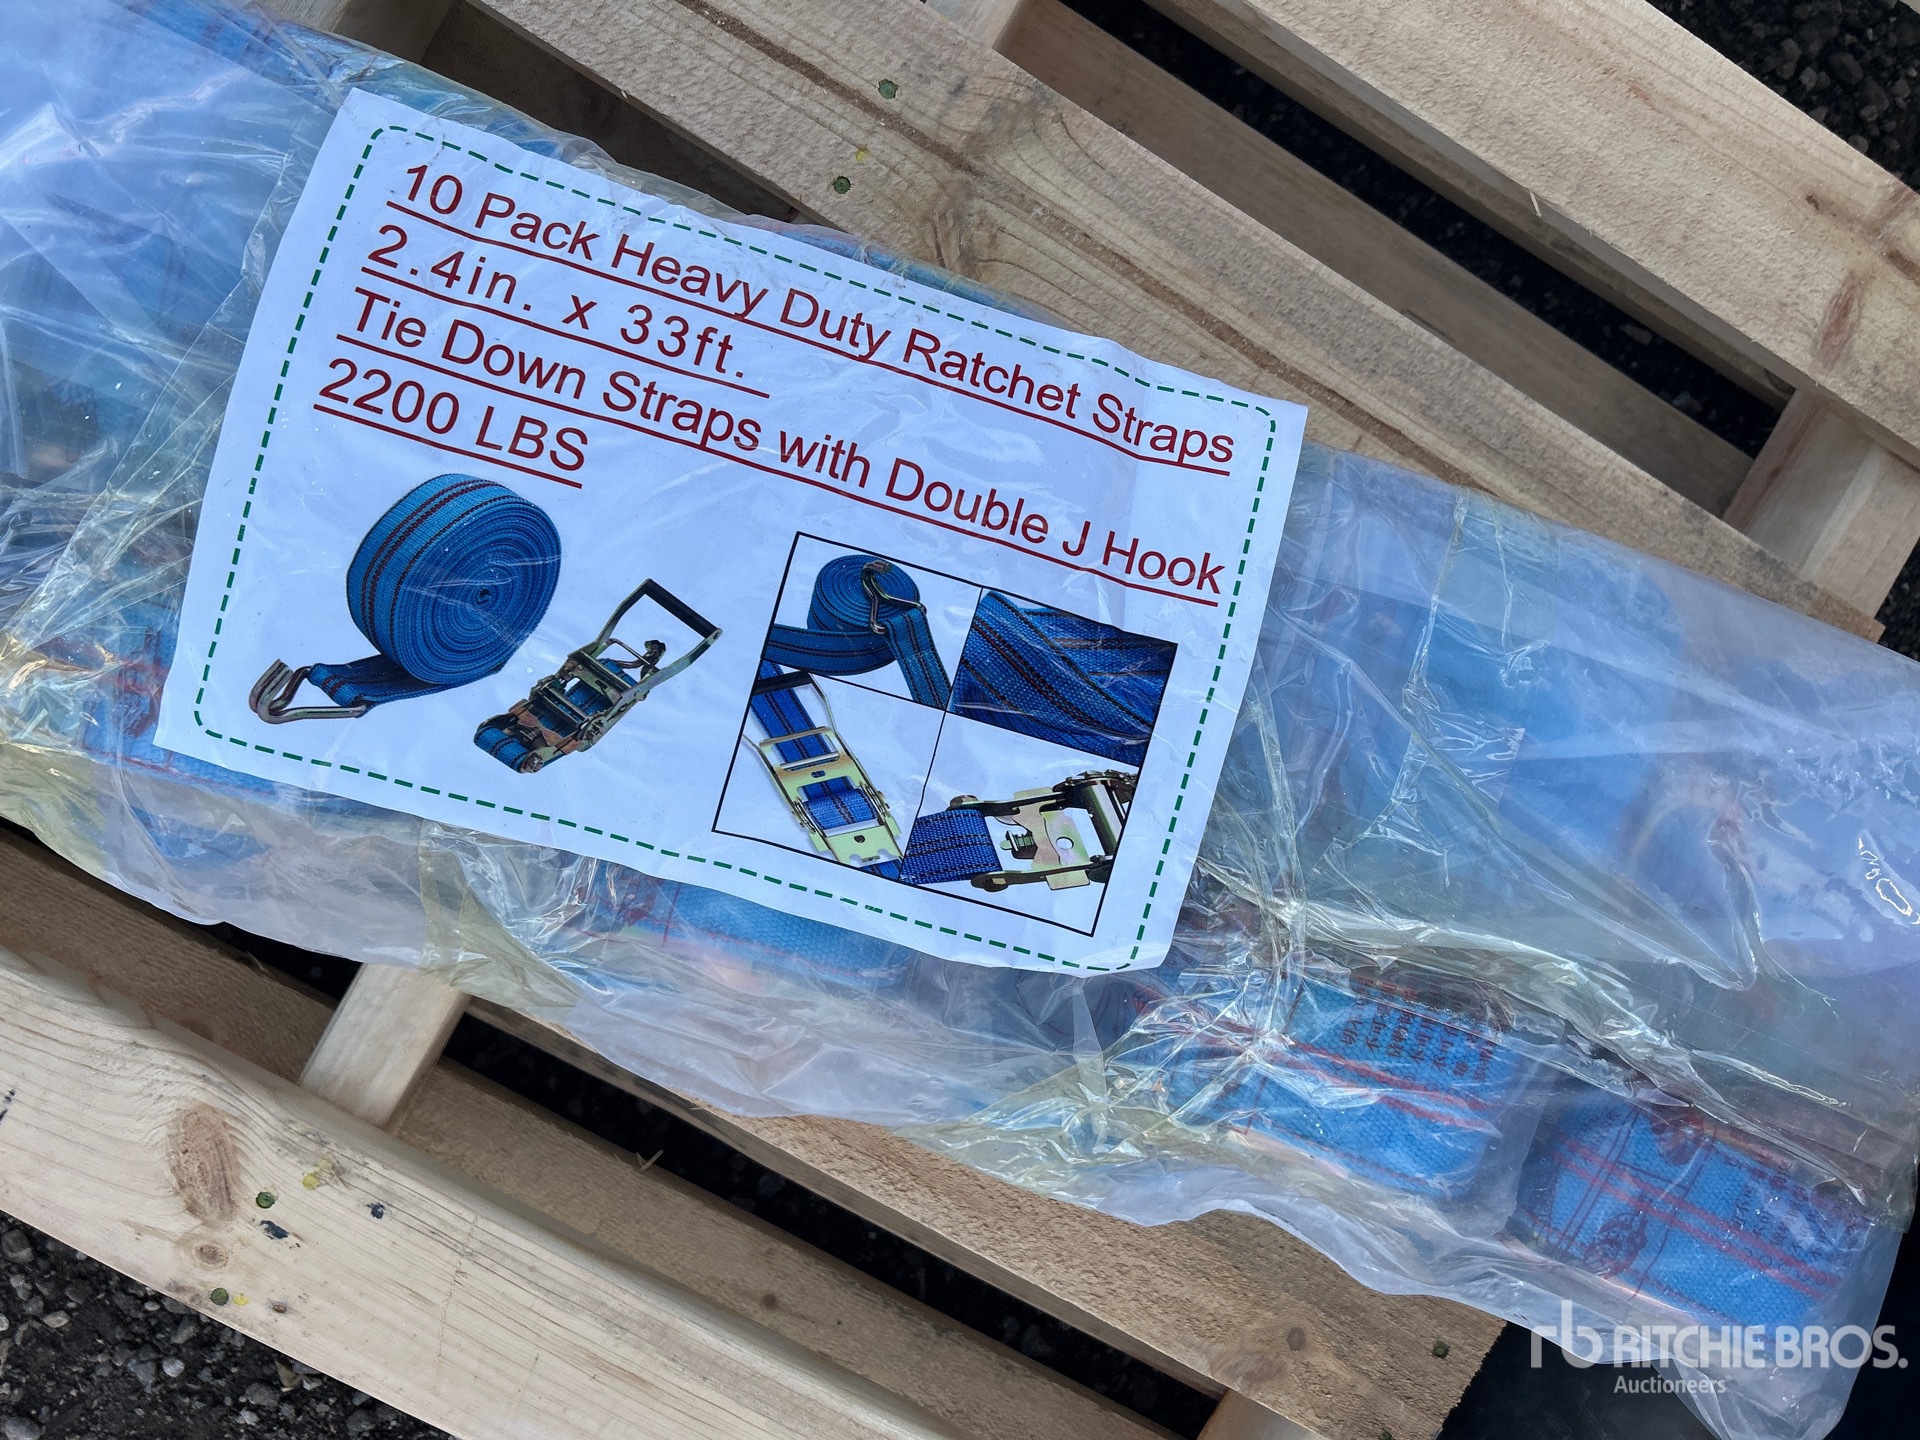 10 Pack Heavy Duty Ratchet Straps
2.4in. x 33ft.
Tie Down Straps with Double J Hook
2200 LBS
rb RITCHIE BROS.
Auctioneers